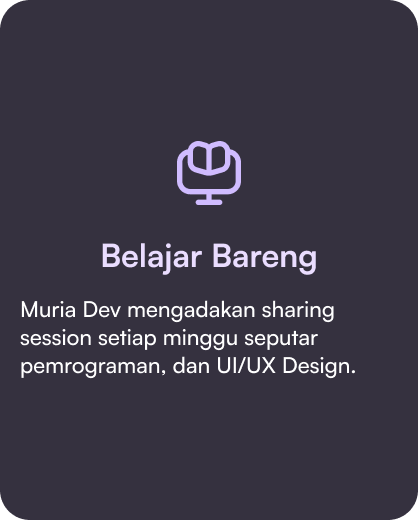 Belajar Bareng
Muria Dev mengadakan sharing
session setiap minggu seputar
pemrograman, dan UI/UX Design.